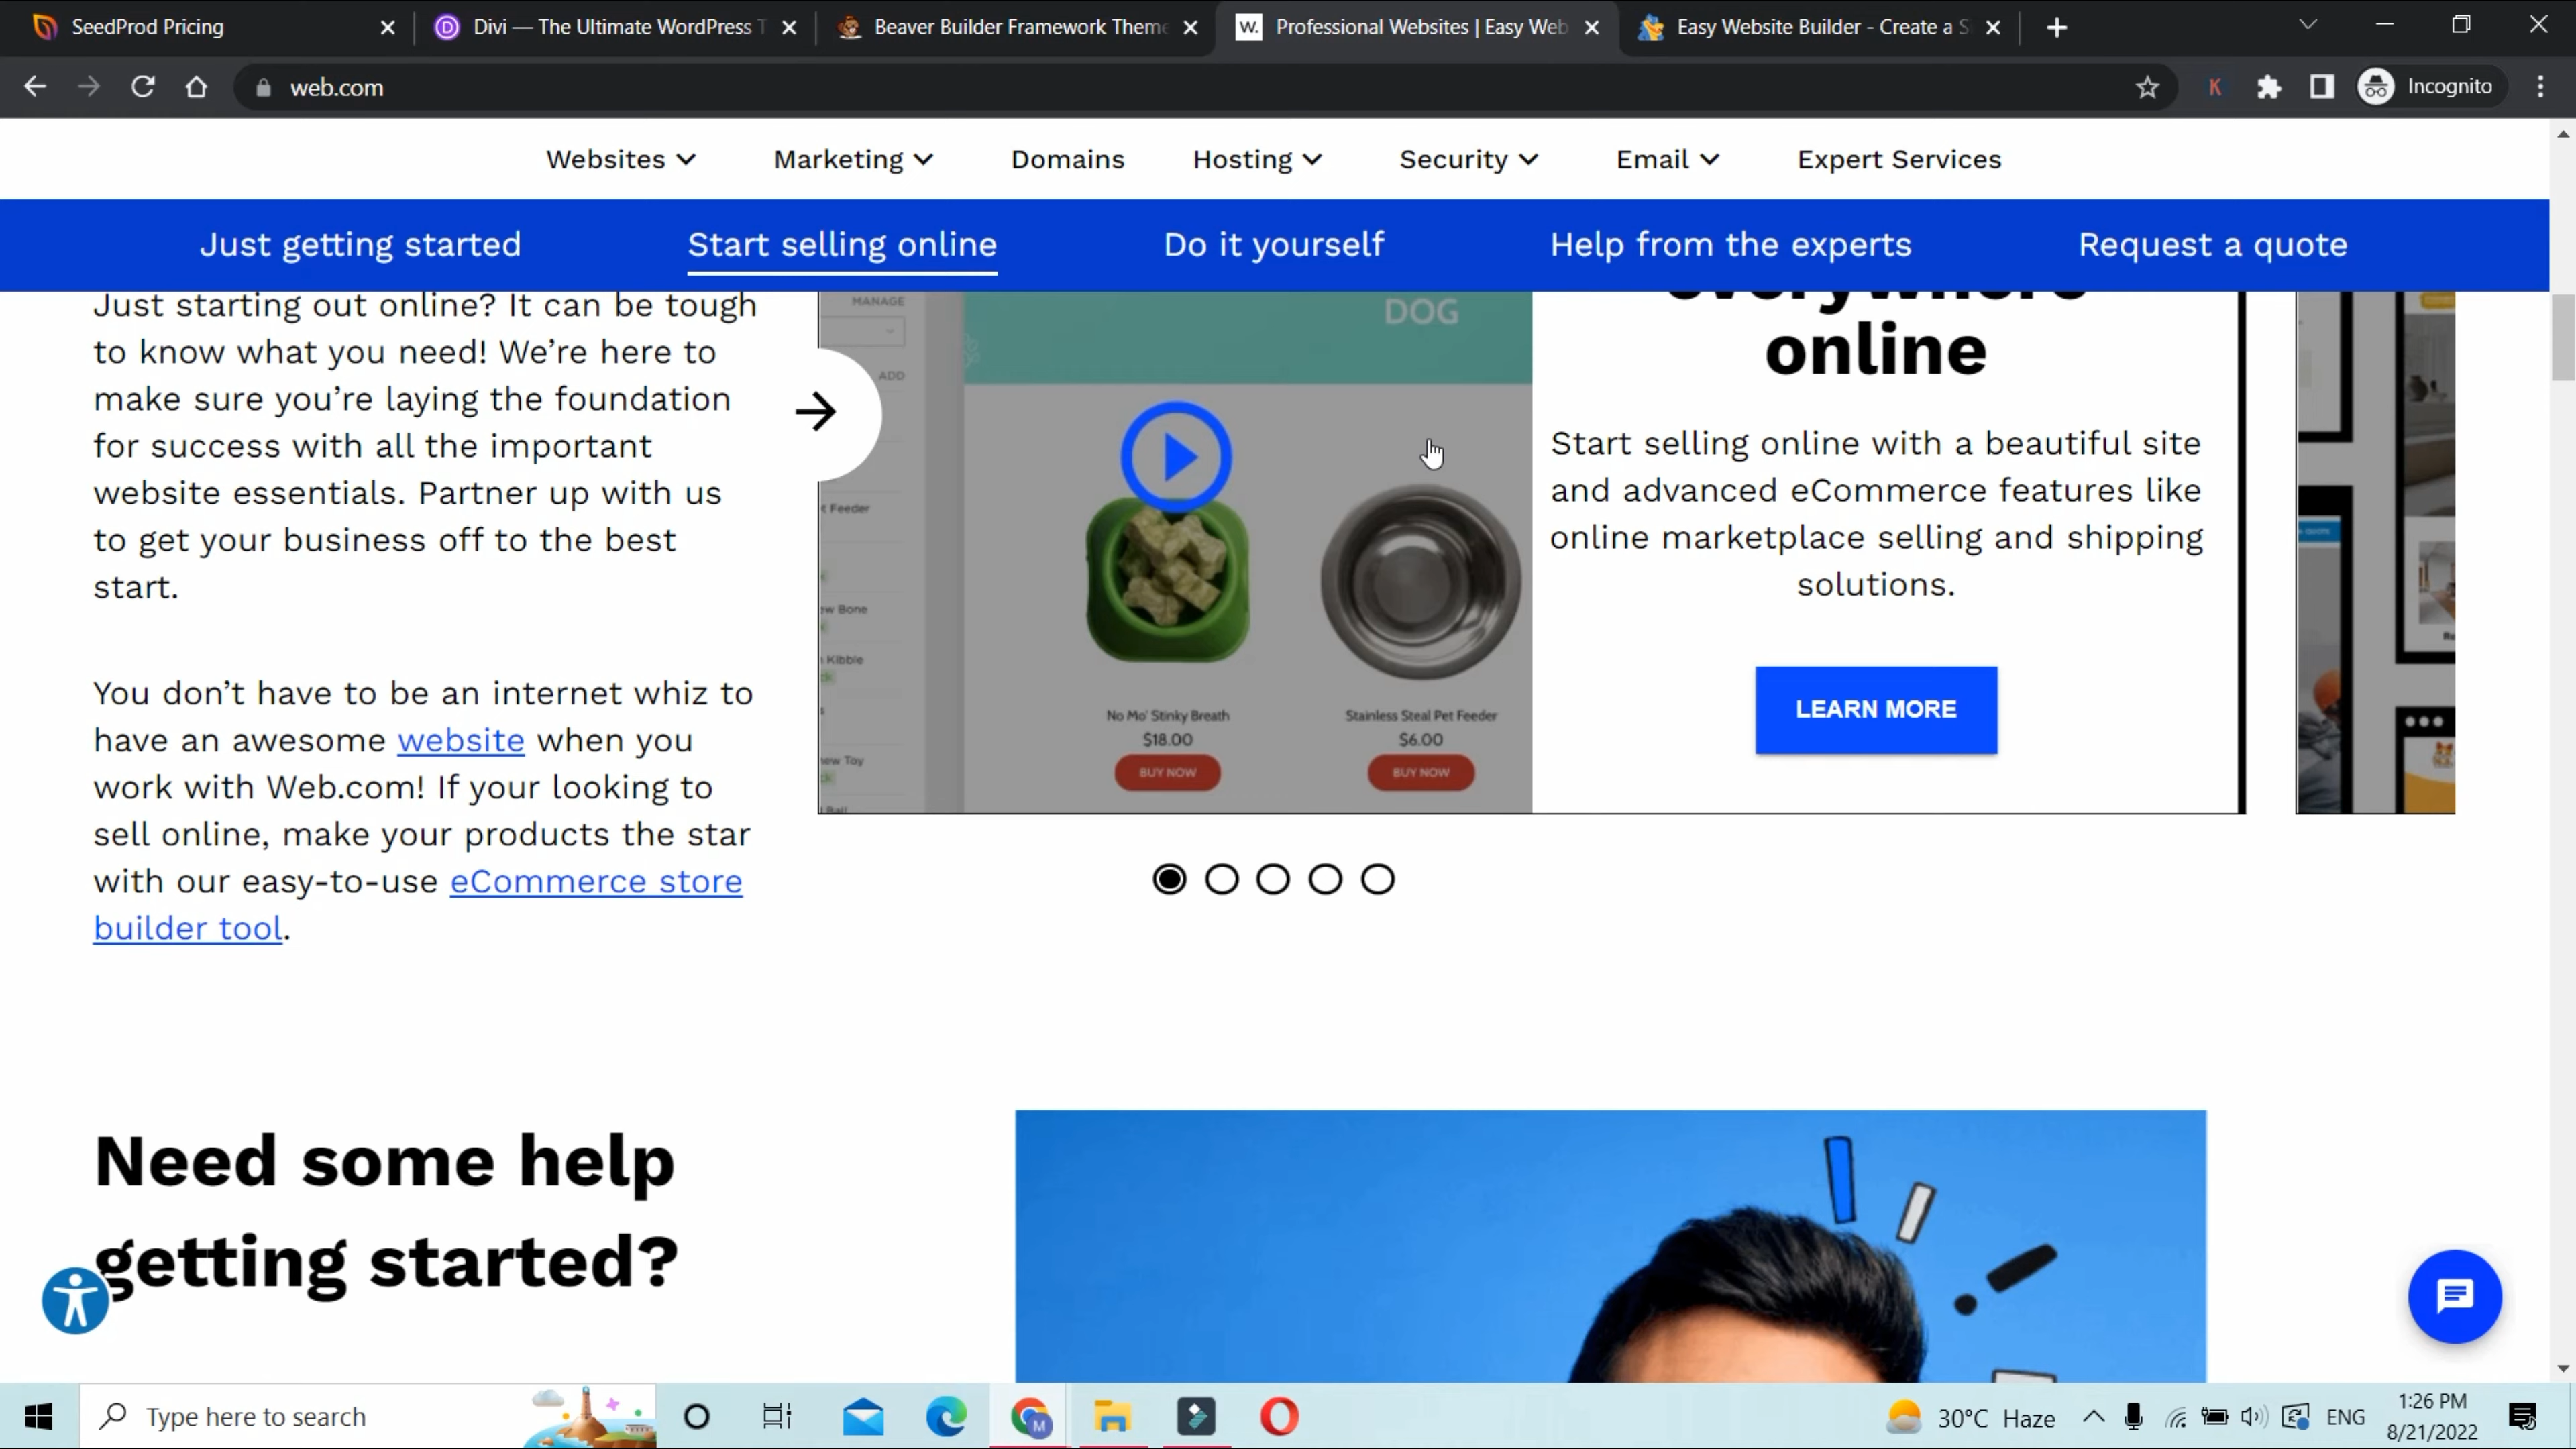 SeedProd Pricing
Divi — The Ultimate WordPress T
Beaver Builder Framework Theme
W. Professional Websites | Easy Web
Easy Website Builder - Create a S
web.com
K
Incognito
Websites
Marketing
Domains
Hosting
Security
Email
Expert Services
Just getting started
Start selling online
Do it yourself
Help from the experts
Request a quote
Just starting out online? It can be tough
to know what you need! We’re here to
make sure you’re laying the foundation
for success with all the important
website essentials. Partner up with us
to get your business off to the best
start.
You don’t have to be an internet whiz to
have an awesome website when you
work with Web.com! If your looking to
sell online, make your products the star
with our easy-to-use eCommerce store
builder tool.
MANAGE
ADD
t Feeder
ew Bone
Kibble
ew Toy
Ball
DOG
No Mo' Stinky Breath
$18.00
BUY NOW
Stainless Steal Pet Feeder
$6.00
BUY NOW
everywhere
online
Start selling online with a beautiful site
and advanced eCommerce features like
online marketplace selling and shipping
solutions.
LEARN MORE
Need some help
getting started?
Type here to search
M
30°C Haze
ENG
1:26 PM
8/21/2022